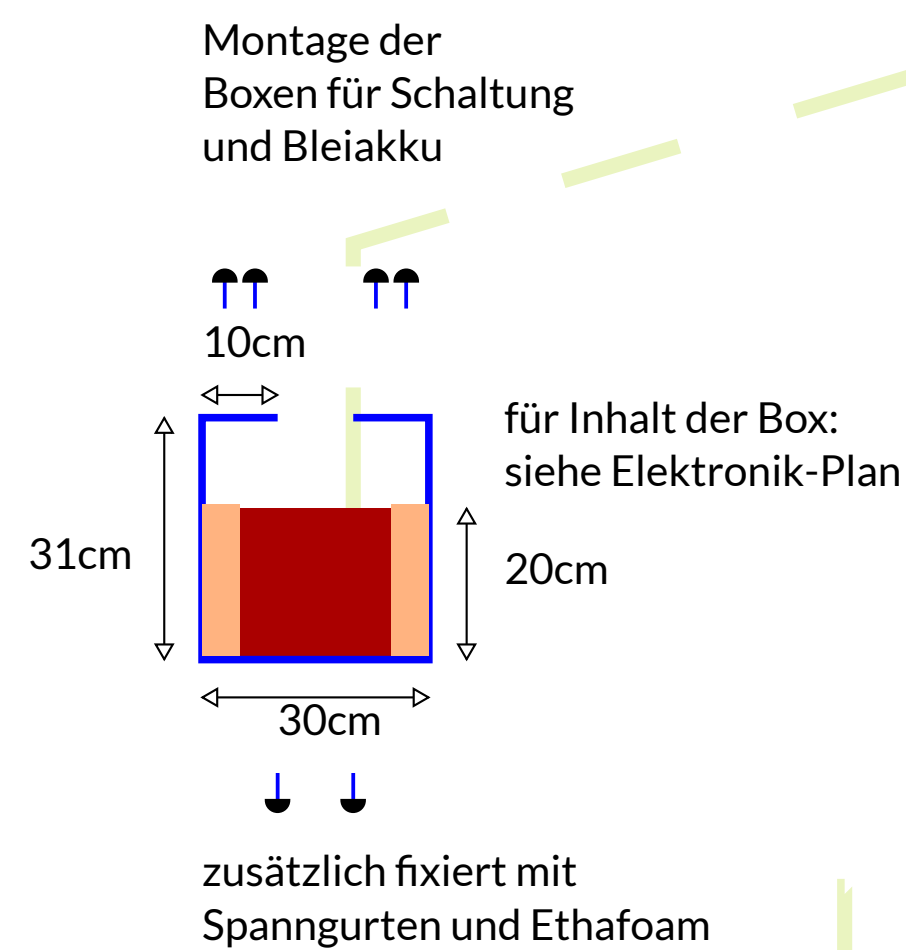 Montage der
Boxen für Schaltung
und Bleiakku
10cm
für Inhalt der Box:
siehe Elektronik-Plan
31cm
20cm
30cm
zusätzlich fixiert mit
Spanngurten und Ethafoam